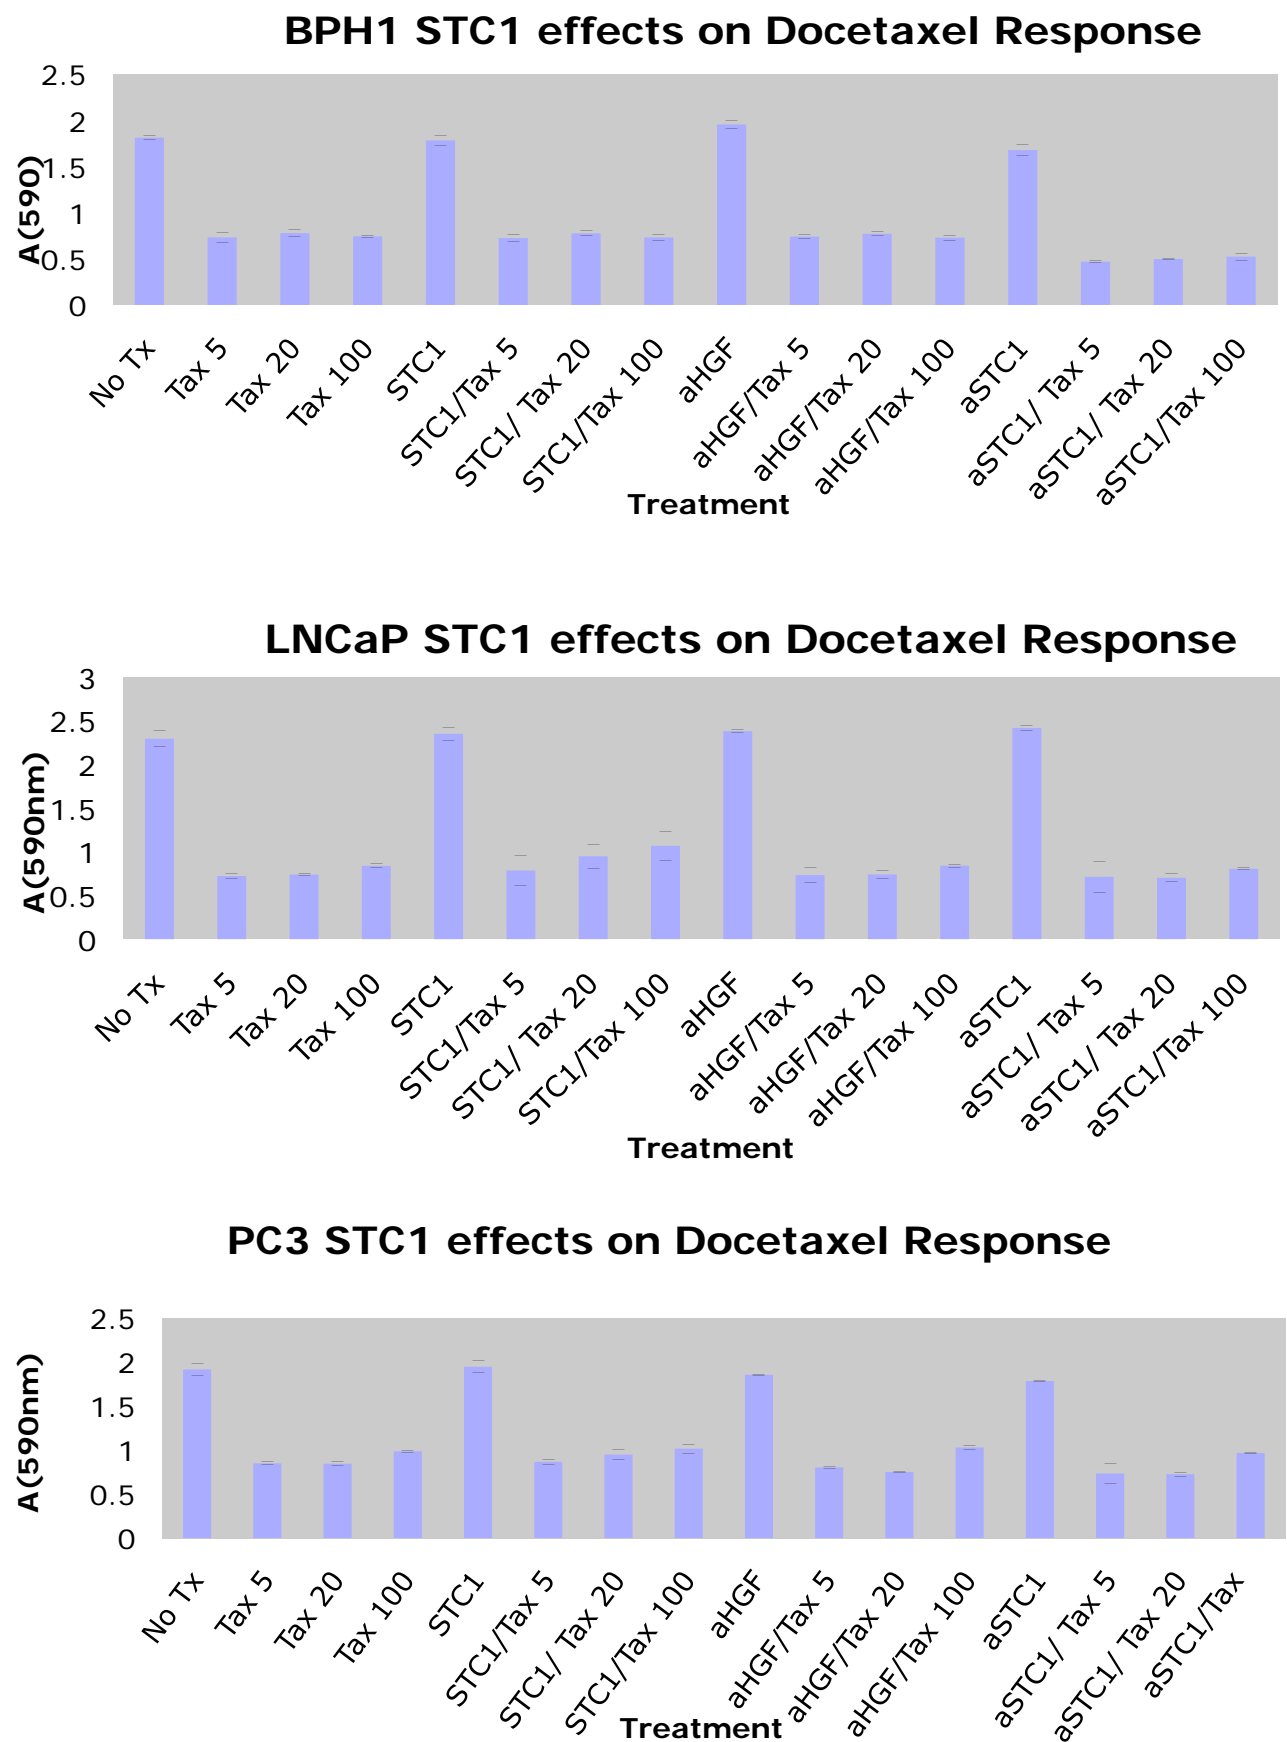 BPH1 STC1 effects on Docetaxel Response
2.5
2
1.5
1
0.5
0
A(590)
No Tx
Tax 5
Tax 20
Tax 100
STC1
STC1/Tax 5
STC1/ Tax 20
STC1/Tax 100
aHGF
aHGF/Tax 5
aHGF/Tax 20
aHGF/Tax 100
aSTC1
aSTC1/ Tax 5
aSTC1/ Tax 20
aSTC1/Tax 100
Treatment
LNCaP STC1 effects on Docetaxel Response
3
2.5
2
1.5
1
0.5
0
A(590nm)
No Tx
Tax 5
Tax 20
Tax 100
STC1
STC1/Tax 5
STC1/ Tax 20
STC1/Tax 100
aHGF
aHGF/Tax 5
aHGF/Tax 20
aHGF/Tax 100
aSTC1
aSTC1/ Tax 5
aSTC1/ Tax 20
aSTC1/Tax 100
Treatment
PC3 STC1 effects on Docetaxel Response
2.5
2
1.5
1
0.5
0
A(590nm)
No Tx
Tax 5
Tax 20
Tax 100
STC1
STC1/Tax 5
STC1/ Tax 20
STC1/Tax 100
aHGF
aHGF/Tax 5
aHGF/Tax 20
aHGF/Tax 100
aSTC1
aSTC1/ Tax 5
aSTC1/ Tax 20
aSTC1/Tax
Treatment